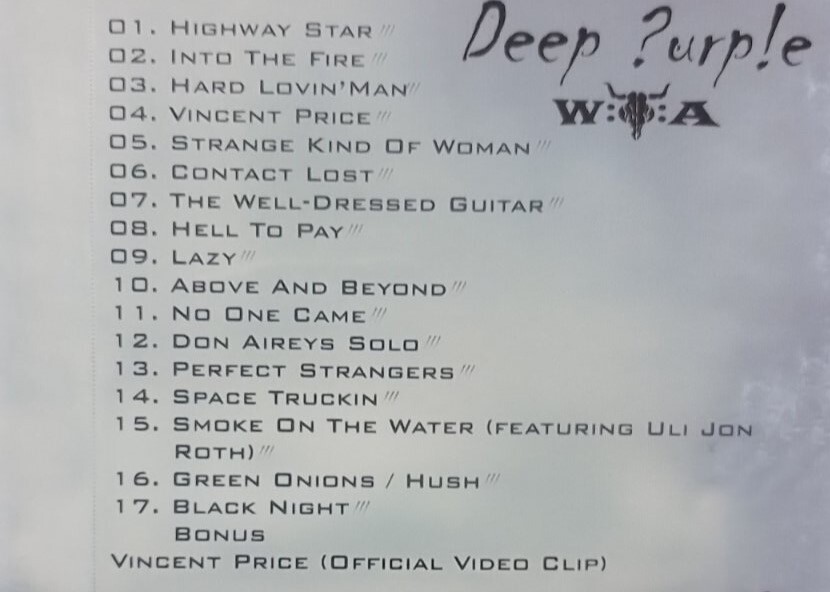 Deep ?urp!e
W:O:A
01. HIGHWAY STAR ///
02. INTO THE FIRE ///
03. HARD LOVIN'MAN ///
04. VINCENT PRICE ///
05. STRANGE KIND OF WOMAN ///
06. CONTACT LOST ///
07. THE WELL-DRESSED GUITAR ///
08. HELL TO PAY ///
09. LAZY ///
10. ABOVE AND BEYOND ///
11. NO ONE CAME ///
12. DON AIREYS SOLO ///
13. PERFECT STRANGERS ///
14. SPACE TRUCKIN ///
15. SMOKE ON THE WATER (FEATURING ULI JON
ROTH) ///
16. GREEN ONIONS / HUSH ///
17. BLACK NIGHT ///
BONUS
VINCENT PRICE (OFFICIAL VIDEO CLIP)